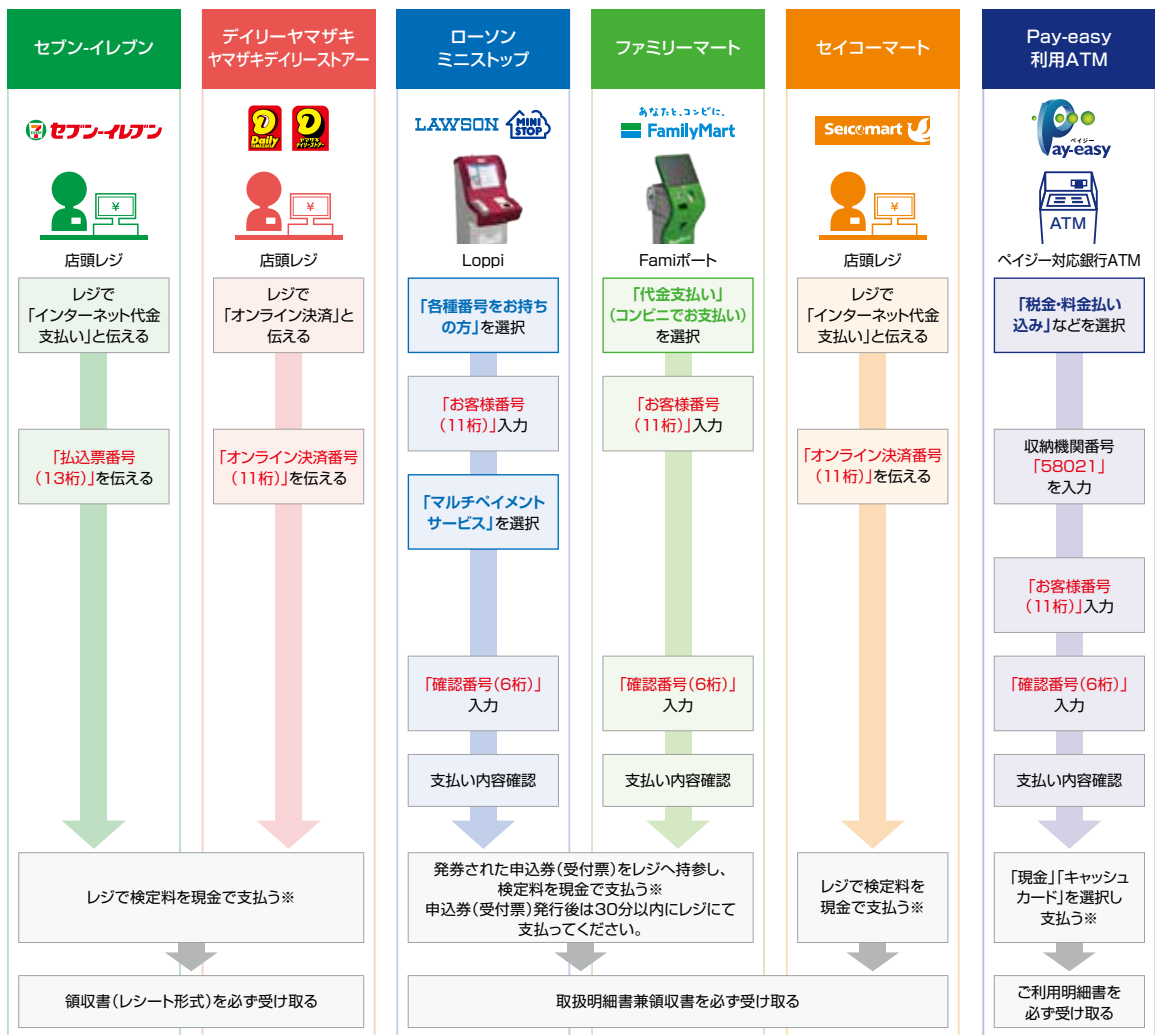 セブン-イレブン
デイリーヤマザキ
ヤマザキデイリーストアー
ローソン
ミニストップ
ファミリーマート
セイコーマート
Pay-easy
利用ATM
セブン-イレブン
Daily
YAMAZAKI
ヤマザキ
デイリーストアー
LAWSON
MINI
STOP
あなたと、コンビに、
FamilyMart
Seicomart
ペイジー
Pay-easy
¥
¥
¥
ATM
店頭レジ
店頭レジ
Loppi
Famiポート
店頭レジ
ペイジー対応銀行ATM
レジで
「インターネット代金
支払い」と伝える
レジで
「オンライン決済」と
伝える
「各種番号をお持ち
の方」を選択
「代金支払い」
(コンビニでお支払い)
を選択
レジで
「インターネット代金
支払い」と伝える
「税金・料金払い
込み」などを選択
「お客様番号
(11桁)」入力
「お客様番号
(11桁)」入力
「払込票番号
(13桁)」を伝える
「オンライン決済番号
(11桁)」を伝える
「マルチペイメント
サービス」を選択
「オンライン決済番号
(11桁)」を伝える
収納機関番号
「58021」
を入力
「お客様番号
(11桁)」入力
「確認番号(6桁)」
入力
「確認番号(6桁)」
入力
「確認番号(6桁)」
入力
支払い内容確認
支払い内容確認
支払い内容確認
レジで検定料を現金で支払う※
発券された申込券(受付票)をレジへ持参し、
検定料を現金で支払う※
申込券(受付票)発行後は30分以内にレジにて
支払ってください。
レジで検定料を
現金で支払う※
「現金」「キャッシュ
カード」を選択し
支払う※
領収書(レシート形式)を必ず受け取る
取扱明細書兼領収書を必ず受け取る
ご利用明細書を
必ず受け取る